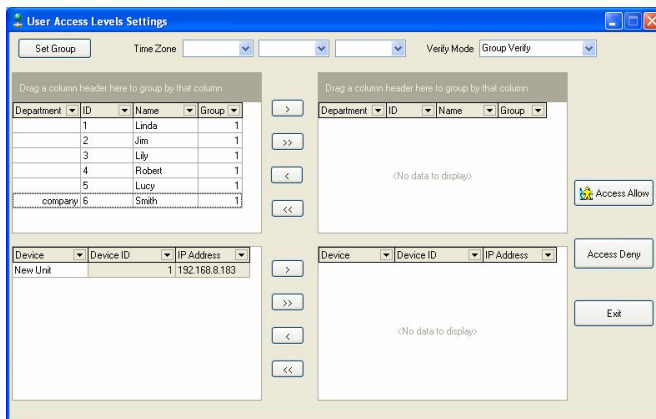 User Access Levels Settings
Set Group Time Zone Verify Mode Group Verify
Drag a column header here to group by that column
Department ID Name Group
1 Linda 1
2 Jim 1
3 Lily 1
4 Robert 1
5 Lucy 1
company 6 Smith 1
>
>>
<
<<
Drag a column header here to group by that column
Department ID Name Group
<No data to display>
Access Allow
Access Deny
Exit
Device Device ID IP Address
New Unit 1 192.168.8.183
>
>>
<
<<
Device Device ID IP Address
<No data to display>